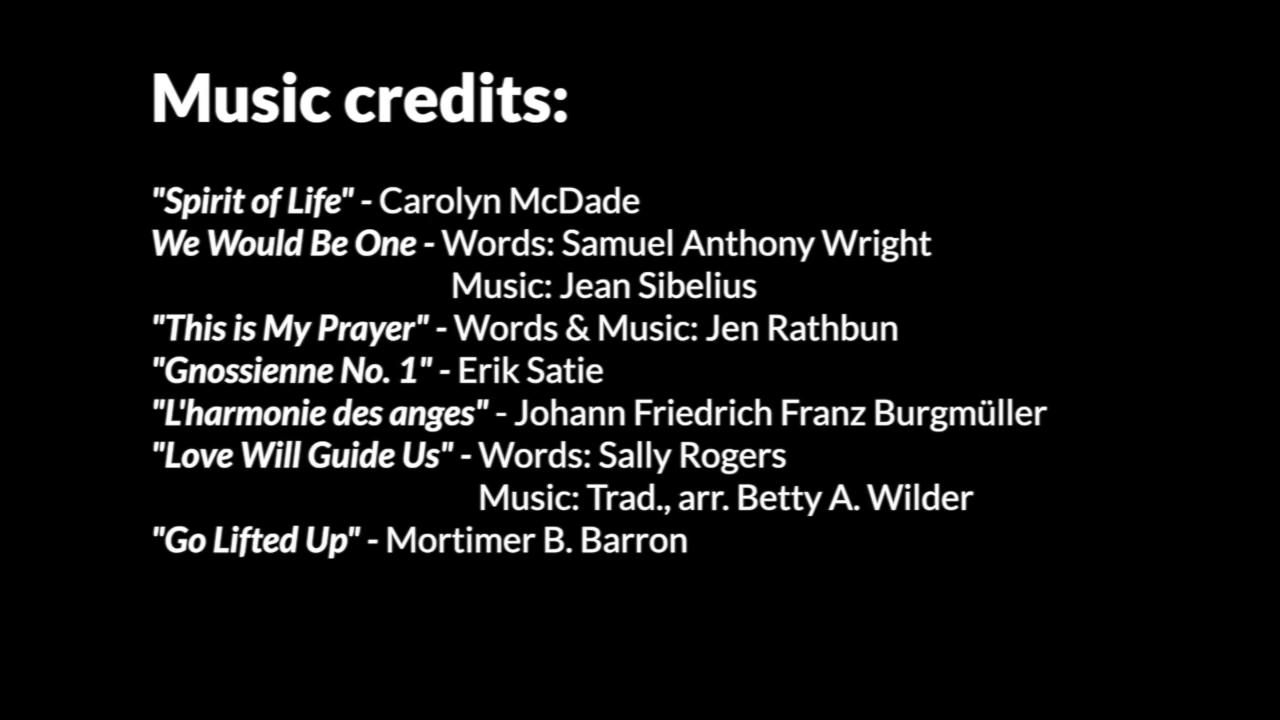 Music credits:
"Spirit of Life" - Carolyn McDade
We Would Be One - Words: Samuel Anthony Wright
Music: Jean Sibelius
"This is My Prayer" - Words & Music: Jen Rathbun
"Gnossienne No. 1" - Erik Satie
"L'harmonie des anges" - Johann Friedrich Franz Burgmüller
"Love Will Guide Us" - Words: Sally Rogers
Music: Trad., arr. Betty A. Wilder
"Go Lifted Up" - Mortimer B. Barron